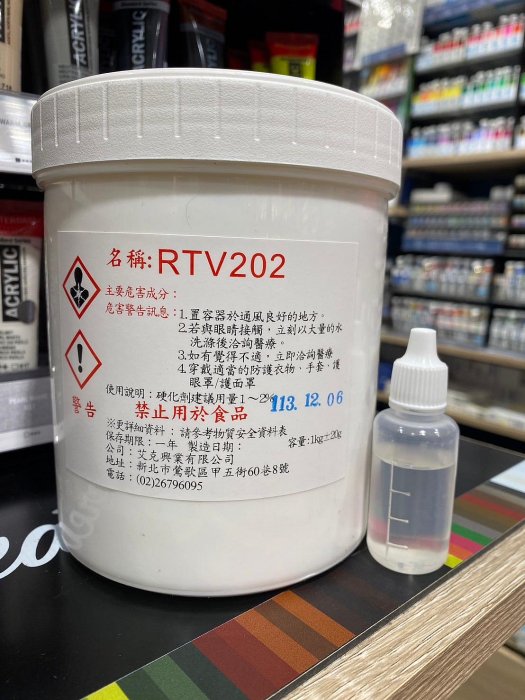 名稱:RTV202
主要危害成分：
危害警告訊息：1.置容器於通風良好的地方。
2.若與眼睛接觸，立刻以大量的水
洗滌後洽詢醫療。
3.如有覺得不適，立即洽詢醫療
4.穿戴適當的防護衣物、手套、護
眼罩/護面罩
使用說明：硬化劑建議用量1～2%
警告
禁止用於食品
113.12.06
※更詳細資料：請參考物質安全資料表
保存期限：一年 製造日期：
容量:1kg±20g
公司：艾克興業有限公司
地址：新北市鶯歌區甲五街60巷8號
電話：(02)26796095
ACRYLIC
ACRYLIC
ACRYLIC